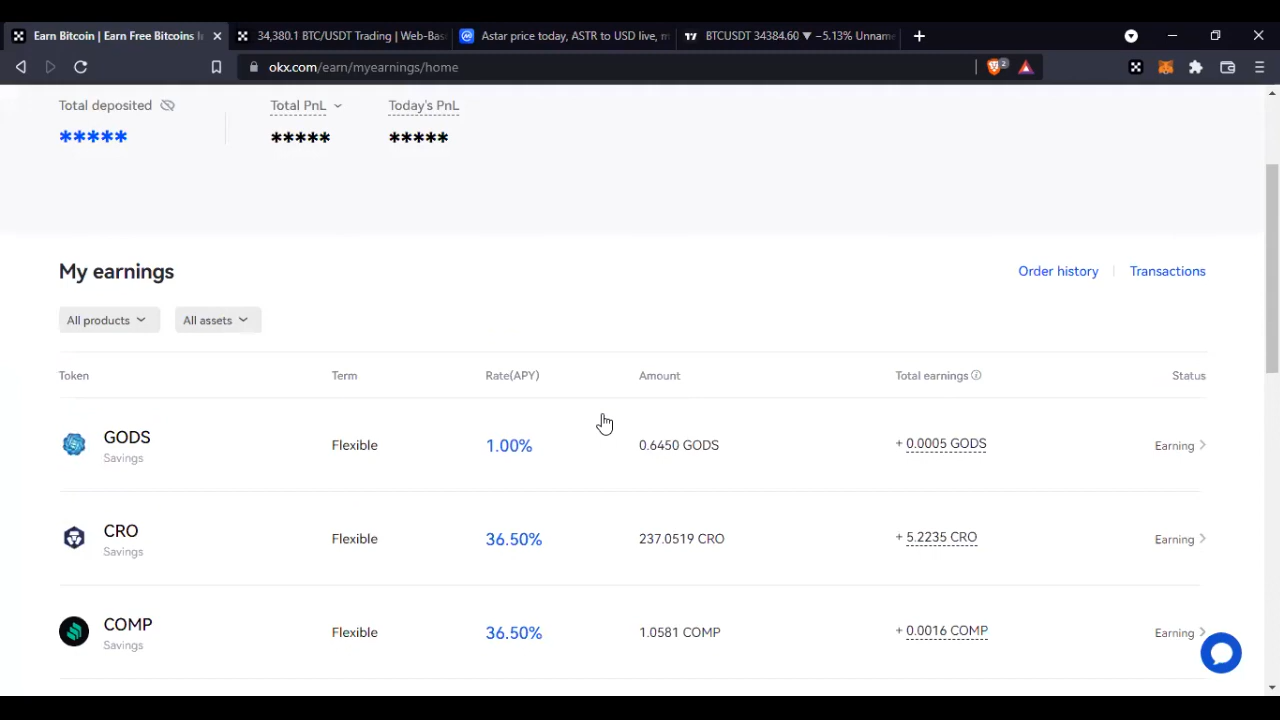 Earn Bitcoin | Earn Free Bitcoins I
34,380.1 BTC/USDT Trading | Web-Bas
Astar price today, ASTR to USD live, m
BTCUSDT 34384.60 ▼ −5.13% Unnam
okx.com/earn/myearnings/home
2
Total deposited
Total PnL
Today's PnL
*****
*****
*****
My earnings
Order history
Transactions
All products
All assets
Token
Term
Rate(APY)
Amount
Total earnings
Status
GODS
Savings
Flexible
1.00%
0.6450 GODS
+ 0.0005 GODS
Earning
CRO
Savings
Flexible
36.50%
237.0519 CRO
+ 5.2235 CRO
Earning
COMP
Savings
Flexible
36.50%
1.0581 COMP
+ 0.0016 COMP
Earning